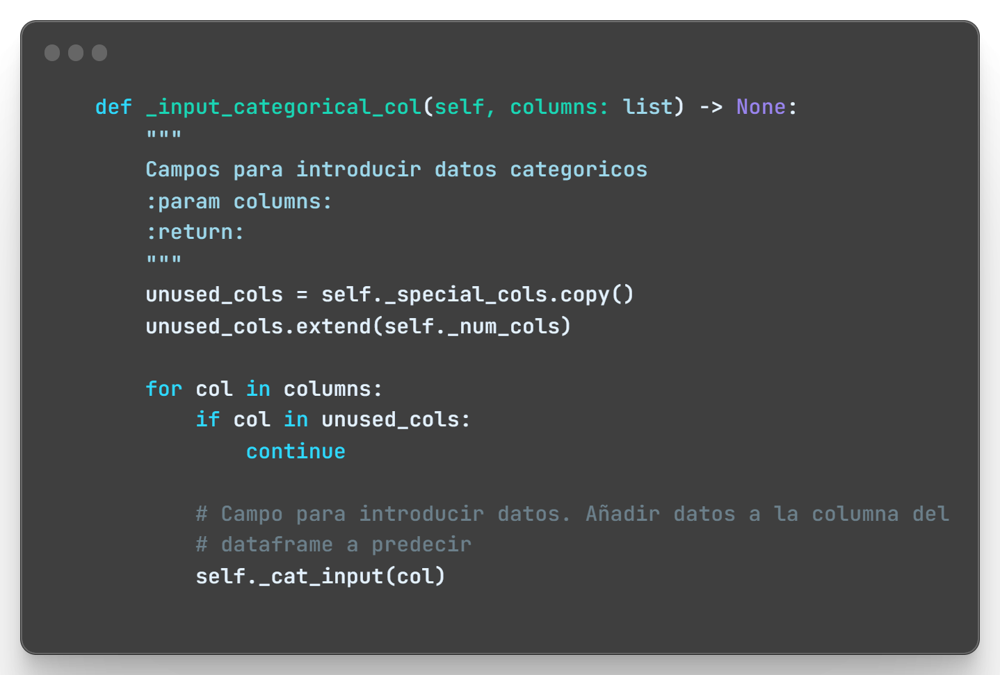 def _input_categorical_col(self, columns: list) -> None:
"""
Campos para introducir datos categoricos
:param columns:
:return:
"""
unused_cols = self._special_cols.copy()
unused_cols.extend(self._num_cols)
for col in columns:
if col in unused_cols:
continue
# Campo para introducir datos. Añadir datos a la columna del
# dataframe a predecir
self._cat_input(col)